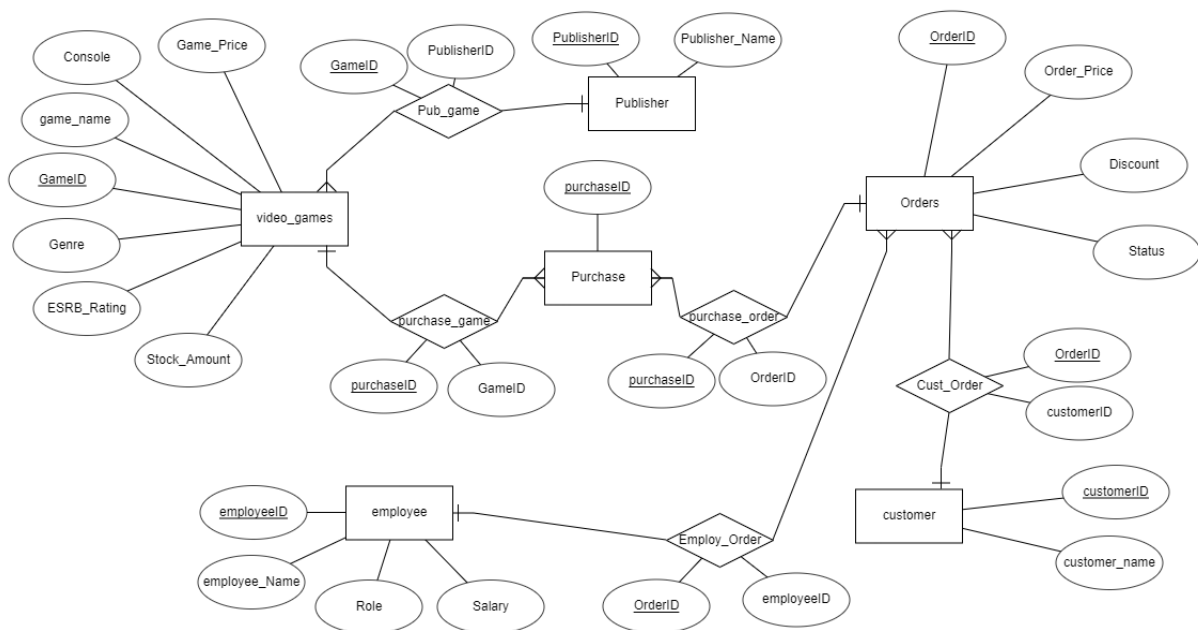 Console
Game_Price
game_name
GameID
Genre
ESRB_Rating
Stock_Amount
video_games
GameID
PublisherID
Pub_game
PublisherID
Publisher_Name
Publisher
purchaseID
Purchase
purchase_game
purchaseID
GameID
purchase_order
purchaseID
OrderID
OrderID
Order_Price
Discount
Status
Orders
Cust_Order
OrderID
customerID
customer
customerID
customer_name
employeeID
employee
employee_Name
Role
Salary
Employ_Order
OrderID
employeeID